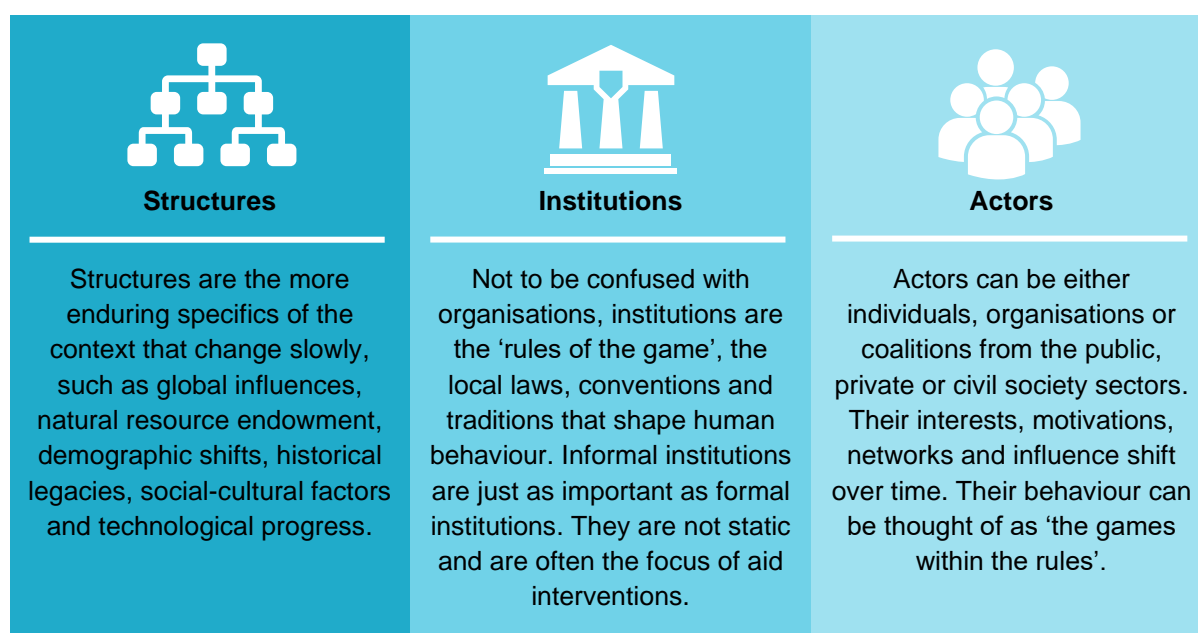 Structures
Structures are the more
enduring specifics of the
context that change slowly,
such as global influences,
natural resource endowment,
demographic shifts, historical
legacies, social-cultural factors
and technological progress.
Institutions
Not to be confused with
organisations, institutions are
the ‘rules of the game’, the
local laws, conventions and
traditions that shape human
behaviour. Informal institutions
are just as important as formal
institutions. They are not static
and are often the focus of aid
interventions.
Actors
Actors can be either
individuals, organisations or
coalitions from the public,
private or civil society sectors.
Their interests, motivations,
networks and influence shift
over time. Their behaviour can
be thought of as ‘the games
within the rules’.